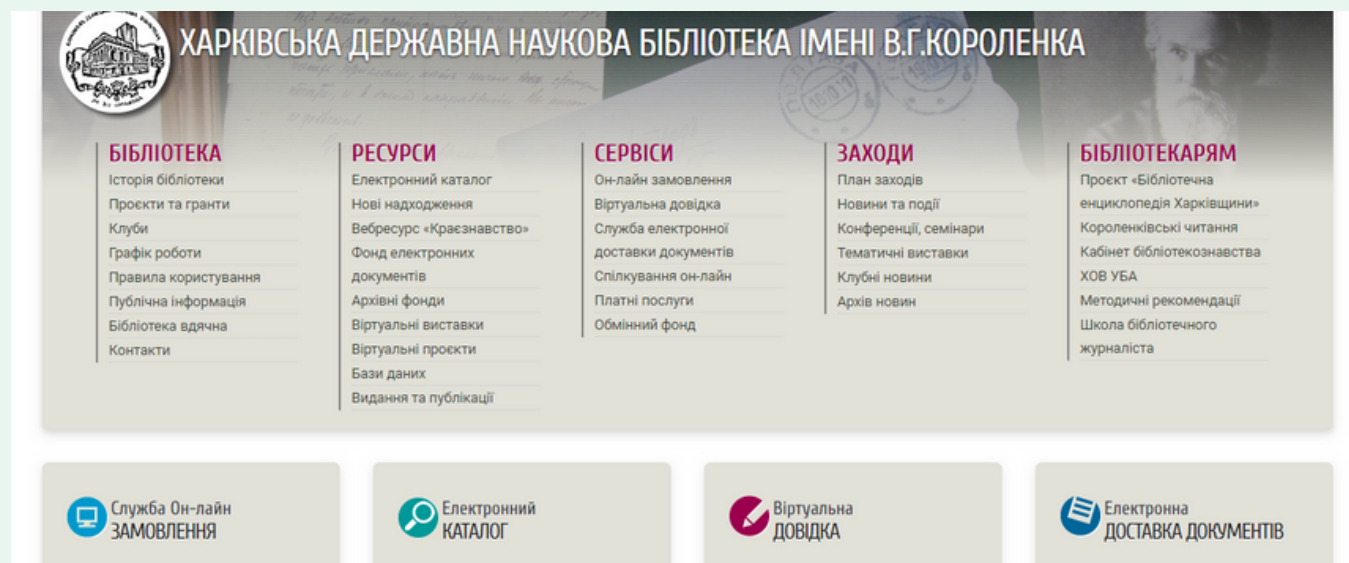 ХАРКІВСЬКА ДЕРЖАВНА НАУКОВА БІБЛІОТЕКА ІМЕНІ В.Г.КОРОЛЕНКА
БІБЛІОТЕКА
Історія бібліотеки
Проєкти та гранти
Клуби
Графік роботи
Правила користування
Публічна інформація
Бібліотека вдячна
Контакти
РЕСУРСИ
Електронний каталог
Нові надходження
Вебресурс «Краєзнавство»
Фонд електронних
документів
Архівні фонди
Віртуальні виставки
Віртуальні проєкти
Бази даних
Видання та публікації
СЕРВІСИ
Он-лайн замовлення
Віртуальна довідка
Служба електронної
доставки документів
Спілкування он-лайн
Платні послуги
Обмінний фонд
ЗАХОДИ
План заходів
Новини та події
Конференції, семінари
Тематичні виставки
Клубні новини
Архів новин
БІБЛІОТЕКАРЯМ
Проєкт «Бібліотечна
енциклопедія Харківщини»
Короленківські читання
Кабінет бібліотекознавства
ХОВ УБА
Методичні рекомендації
Школа бібліотечного
журналіста
Служба Он-лайн
ЗАМОВЛЕННЯ
Електронний
КАТАЛОГ
Віртуальна
ДОВІДКА
Електронна
ДОСТАВКА ДОКУМЕНТІВ